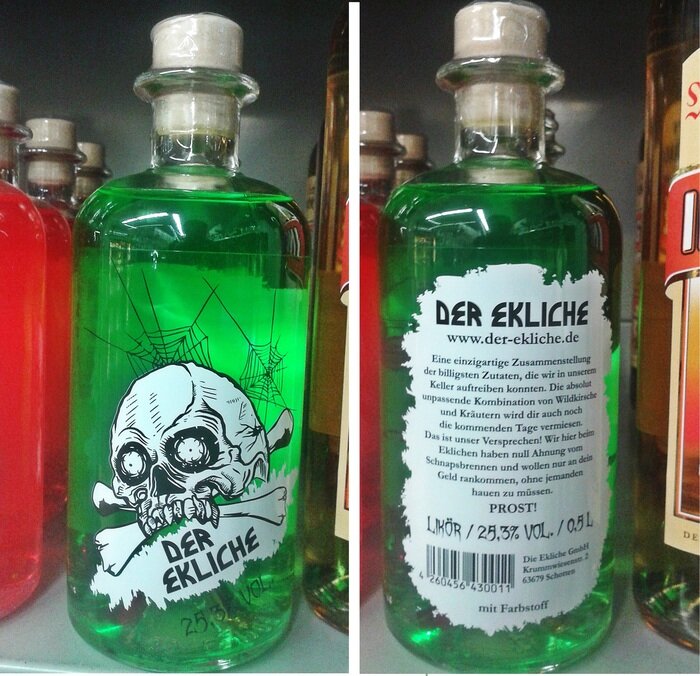 DER
EKLICHE
25,3% VOL.
DER EKLICHE
www.der-ekliche.de
Eine einzigartige Zusammenstellung
der billigsten Zutaten, die wir in unserem
Keller auftreiben konnten. Die absolut
unpassende Kombination von Wildkirsche
und Kräutern wird dir auch noch
die kommenden Tage vermiesen.
Das ist unser Versprechen! Wir hier beim
Eklichen haben null Ahnung vom
Schnapsbrennen und wollen nur an dein
Geld rankommen, ohne jemanden
hauen zu müssen.
PROST!
LIKÖR / 25,3% VOL. / 0,5 L
Die Ekliche GmbH
Krummwiesenstr. 2
63679 Schotten
4 260456 430011
mit Farbstoff